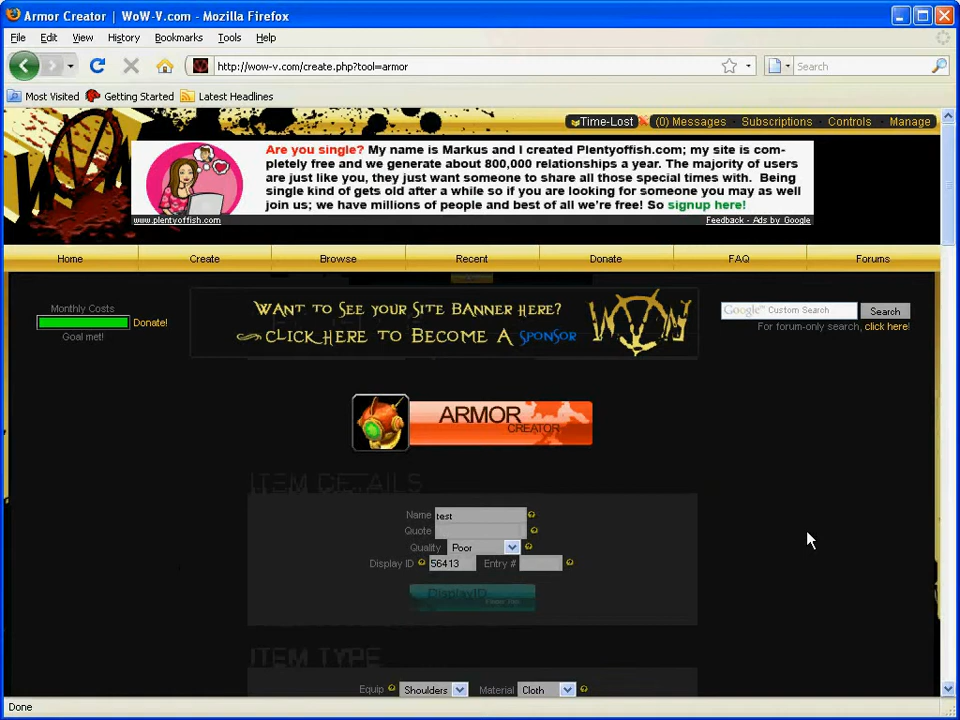 Armor Creator | WoW-V.com - Mozilla Firefox
File Edit View History Bookmarks Tools Help
http://wow-v.com/create.php?tool=armor
Search
Most Visited Getting Started Latest Headlines
Time-Lost (0) Messages - Subscriptions - Controls - Manage
Are you single? My name is Markus and I created Plentyoffish.com; my site is com-
pletely free and we generate about 800,000 relationships a year. The majority of users
are just like you, they just want someone to share all those special times with. Being
single kind of gets old after a while so if you are looking for someone you may as well
join us; we have millions of people and best of all we're free! So signup here!
www.plentyoffish.com
Feedback - Ads by Google
Home Create Browse Recent Donate FAQ Forums
Monthly Costs
Donate!
Goal met!
WANT TO SEE YOUR SITE BANNER HERE?
CLICK HERE TO BECOME A SPONSOR
Google™ Custom Search
Search
For forum-only search, click here!
ARMOR
CREATOR
ITEM DETAILS
Name test
Quote
Quality Poor
Display ID 56413 Entry #
DisplayID
ITEM TYPE
Equip Shoulders Material Cloth
Done